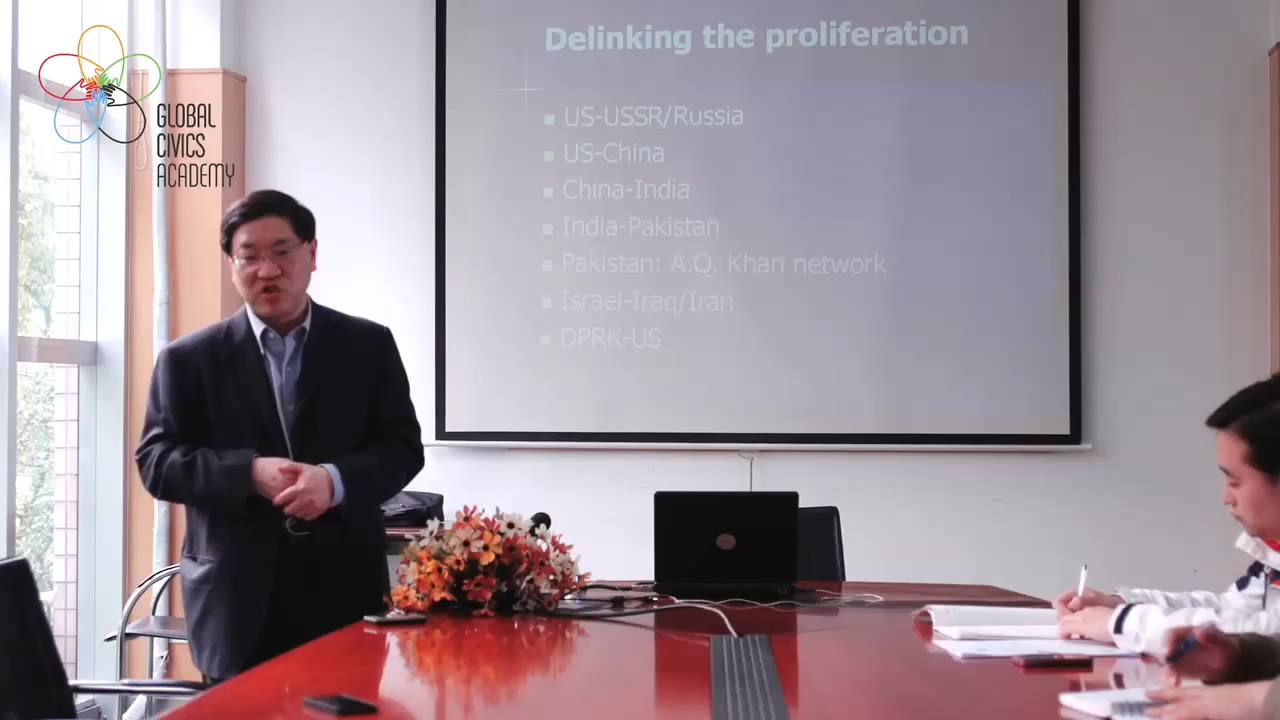 GLOBAL
CIVICS
ACADEMY
Delinking the proliferation
US-USSR/Russia
US-China
China-India
India-Pakistan
Pakistan: A.Q. Khan network
Israel-Iraq/Iran
DPRK-US